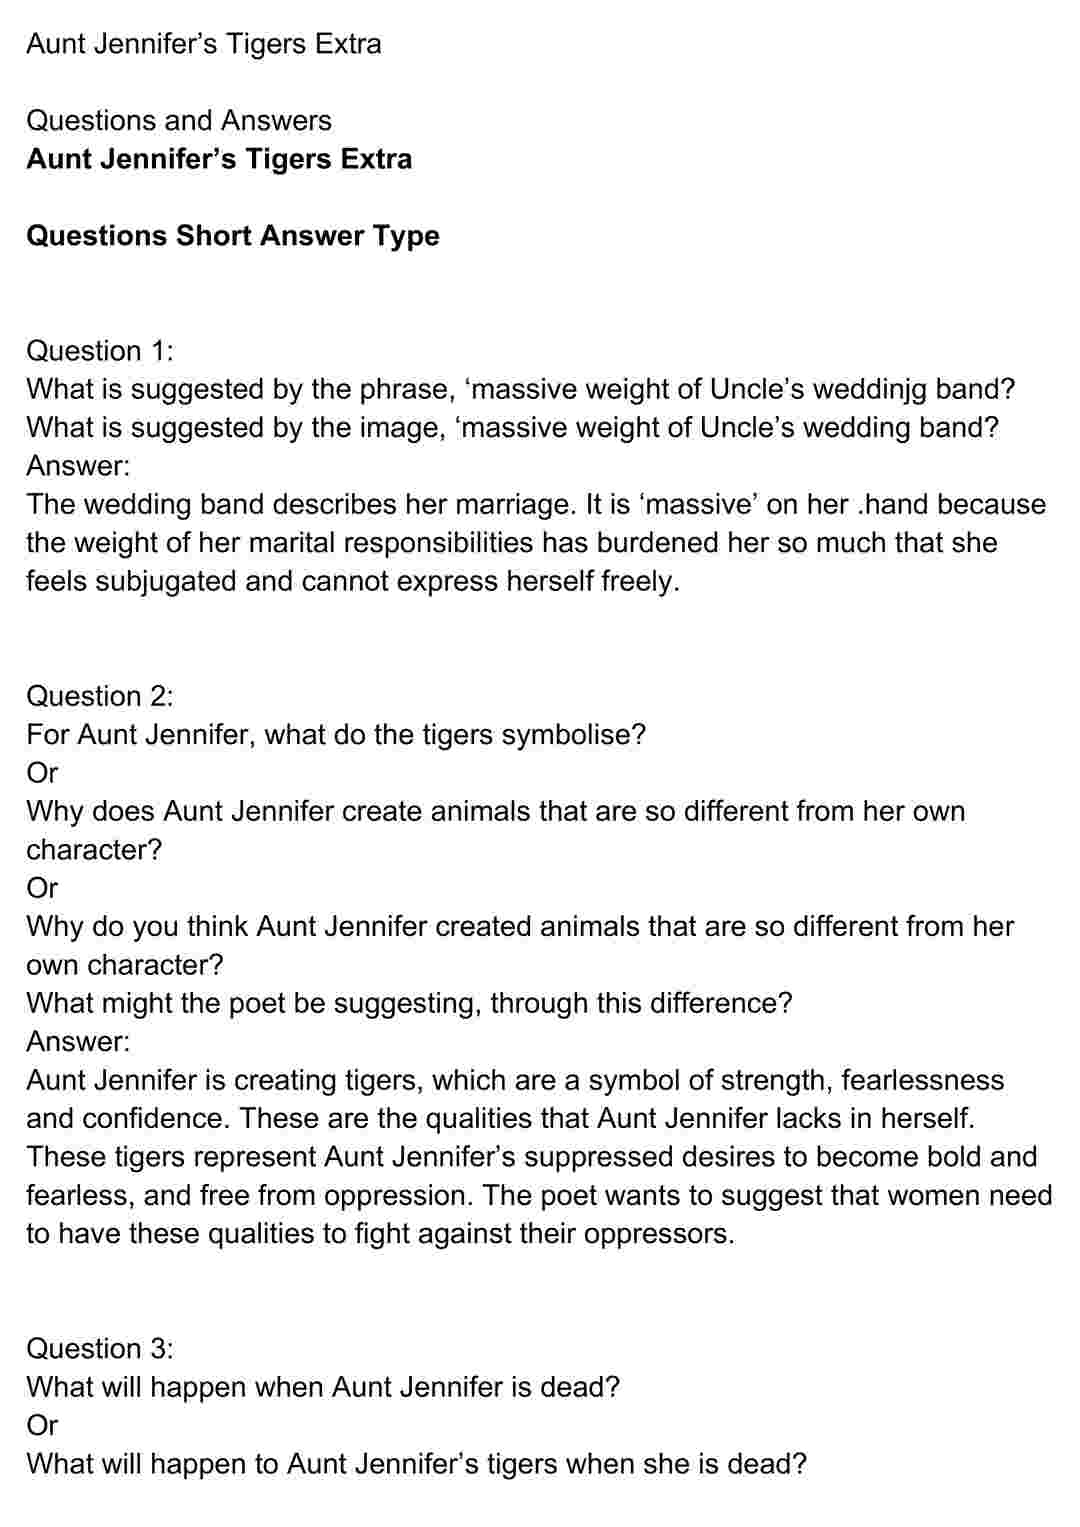 Aunt Jennifer’s Tigers Extra
Questions and Answers
Aunt Jennifer’s Tigers Extra
Questions Short Answer Type
Question 1:
What is suggested by the phrase, ‘massive weight of Uncle’s weddinjg band?
What is suggested by the image, ‘massive weight of Uncle’s wedding band?
Answer:
The wedding band describes her marriage. It is ‘massive’ on her .hand because
the weight of her marital responsibilities has burdened her so much that she
feels subjugated and cannot express herself freely.
Question 2:
For Aunt Jennifer, what do the tigers symbolise?
Or
Why does Aunt Jennifer create animals that are so different from her own
character?
Or
Why do you think Aunt Jennifer created animals that are so different from her
own character?
What might the poet be suggesting, through this difference?
Answer:
Aunt Jennifer is creating tigers, which are a symbol of strength, fearlessness
and confidence. These are the qualities that Aunt Jennifer lacks in herself.
These tigers represent Aunt Jennifer’s suppressed desires to become bold and
fearless, and free from oppression. The poet wants to suggest that women need
to have these qualities to fight against their oppressors.
Question 3:
What will happen when Aunt Jennifer is dead?
Or
What will happen to Aunt Jennifer’s tigers when she is dead?